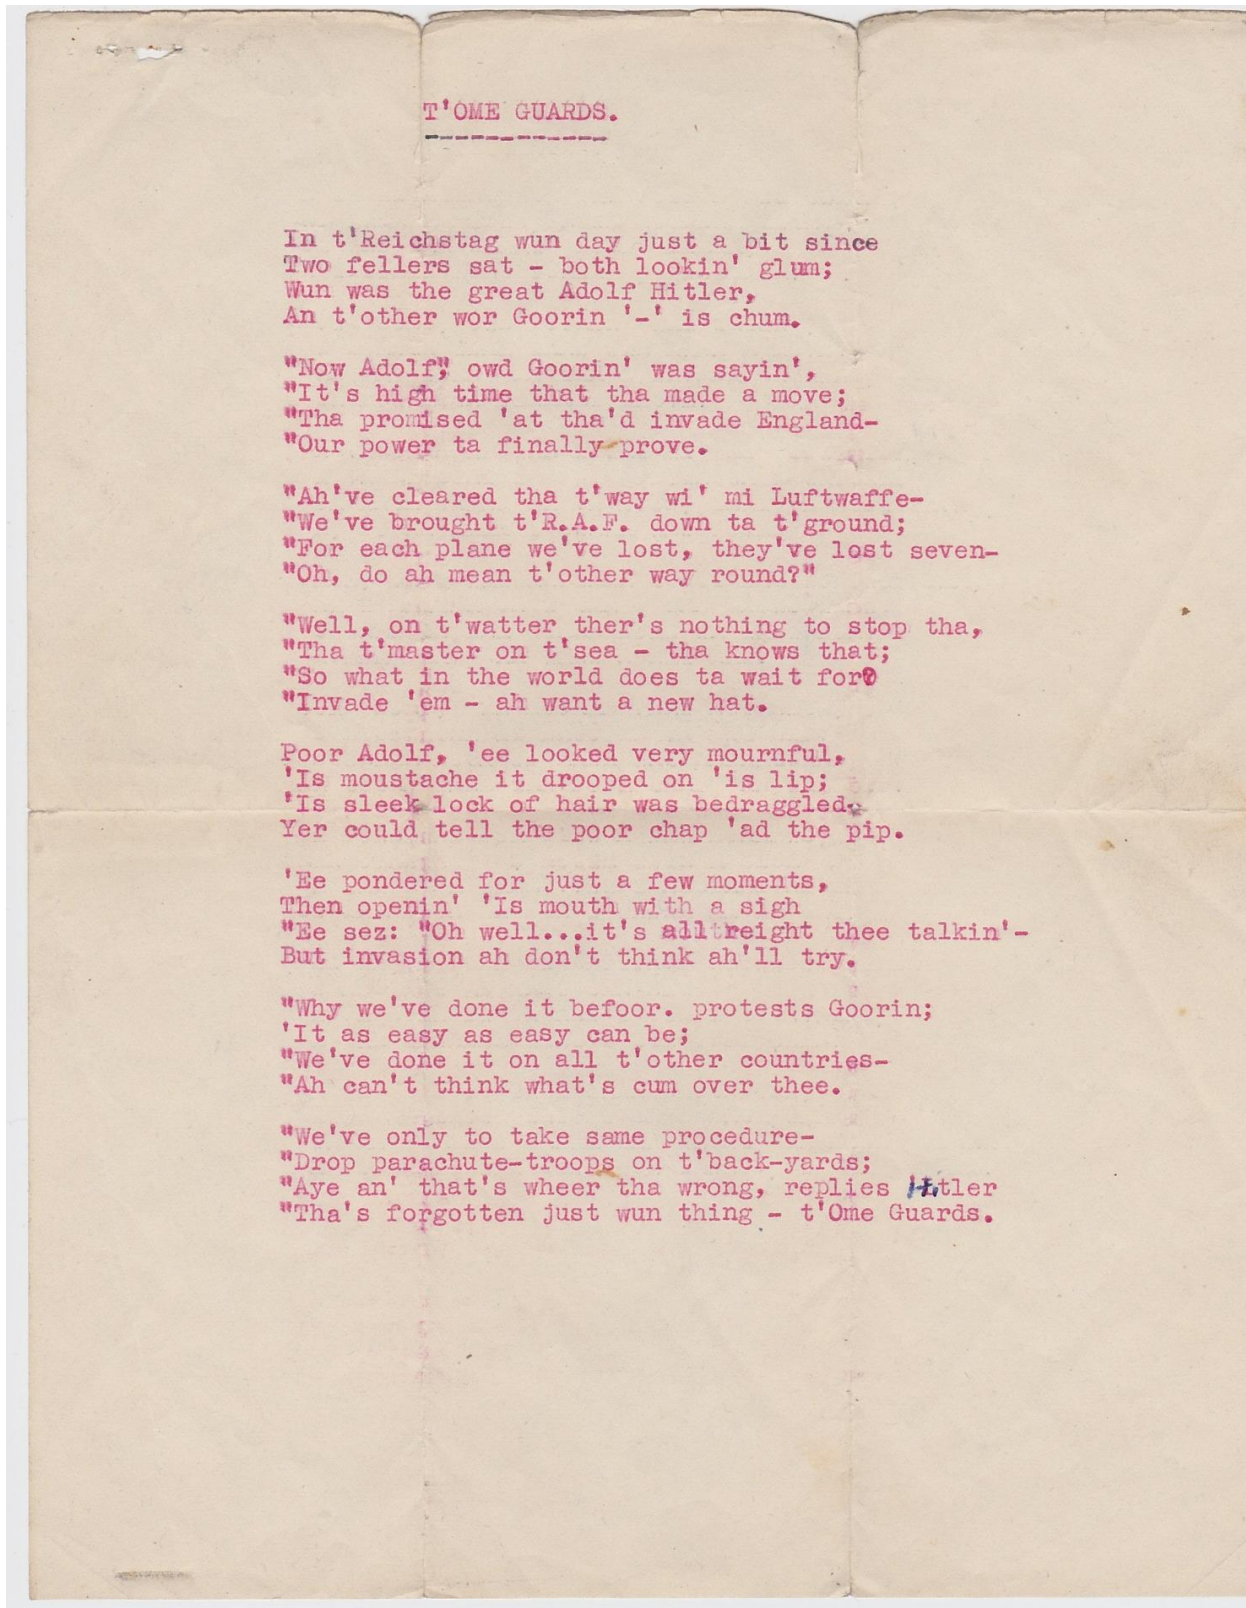 T'OME GUARDS.
In t'Reichstag wun day just a bit since
Two fellers sat - both lookin' glum;
Wun was the great Adolf Hitler,
An t'other wor Goorin '-' is chum.
"Now Adolf", owd Goorin' was sayin',
"It's high time that tha made a move;
"Tha promised 'at tha'd invade England-
"Our power ta finally prove.
"Ah've cleared tha t'way wi' mi Luftwaffe-
"We've brought t'R.A.F. down ta t'ground;
"For each plane we've lost, they've lost seven-
"Oh, do ah mean t'other way round?"
"Well, on t'watter ther's nothing to stop tha,
"Tha t'master on t'sea - tha knows that;
"So what in the world does ta wait for?
"Invade 'em - ah want a new hat.
Poor Adolf, 'ee looked very mournful,
'Is moustache it drooped on 'is lip;
'Is sleek lock of hair was bedraggled.
Yer could tell the poor chap 'ad the pip.
'Ee pondered for just a few moments,
Then openin' 'Is mouth with a sigh
"Ee sez: "Oh well...it's all reight thee talkin'-
But invasion ah don't think ah'll try.
"Why we've done it befoor. protests Goorin;
'It as easy as easy can be;
"We've done it on all t'other countries-
"Ah can't think what's cum over thee.
"We've only to take same procedure-
"Drop parachute-troops on t'back-yards;
"Aye an' that's wheer tha wrong, replies Hitler
"Tha's forgotten just wun thing - t'Ome Guards.